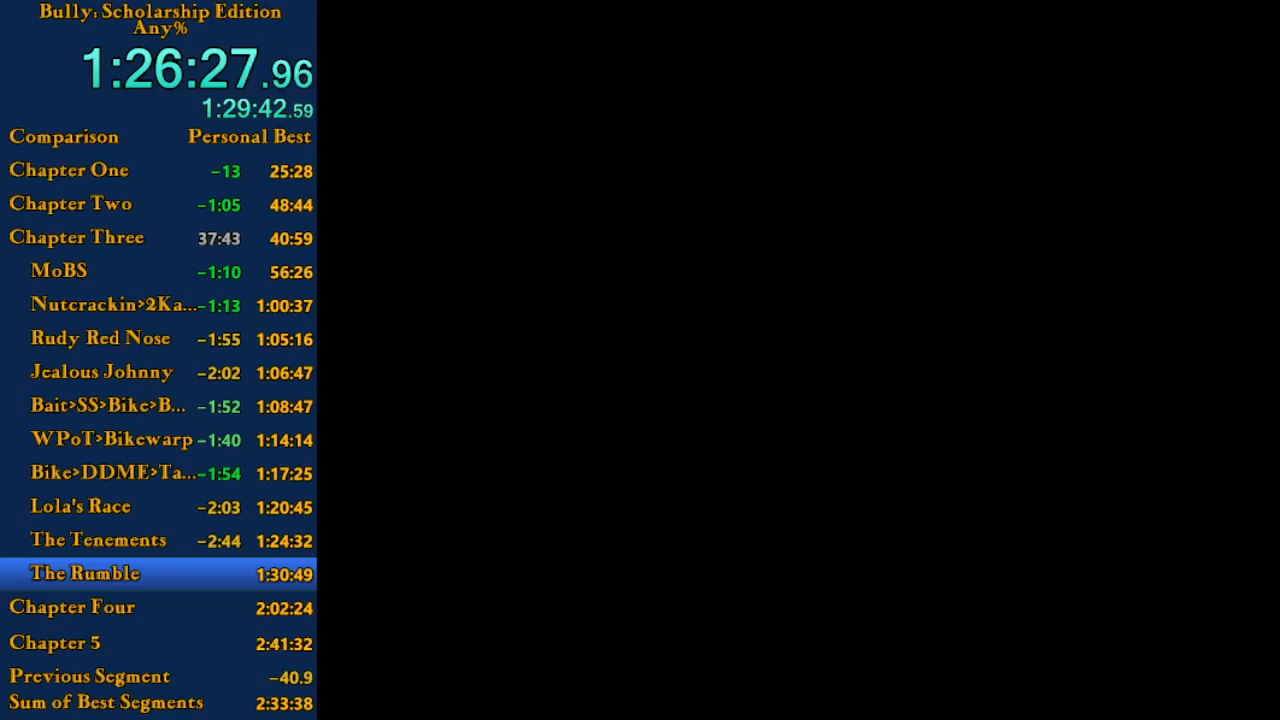 Bully: Scholarship Edition
Any%
1:26:27.96
1:29:42.59
Comparison Personal Best
Chapter One -13 25:28
Chapter Two -1:05 48:44
Chapter Three 37:43 40:59
MoBS -1:10 56:26
Nutcrackin>2Ka... -1:13 1:00:37
Rudy Red Nose -1:55 1:05:16
Jealous Johnny -2:02 1:06:47
Bait>SS>Bike>B... -1:52 1:08:47
WPoT>Bikewarp -1:40 1:14:14
Bike>DDME>Ta... -1:54 1:17:25
Lola's Race -2:03 1:20:45
The Tenements -2:44 1:24:32
The Rumble 1:30:49
Chapter Four 2:02:24
Chapter 5 2:41:32
Previous Segment -40.9
Sum of Best Segments 2:33:38